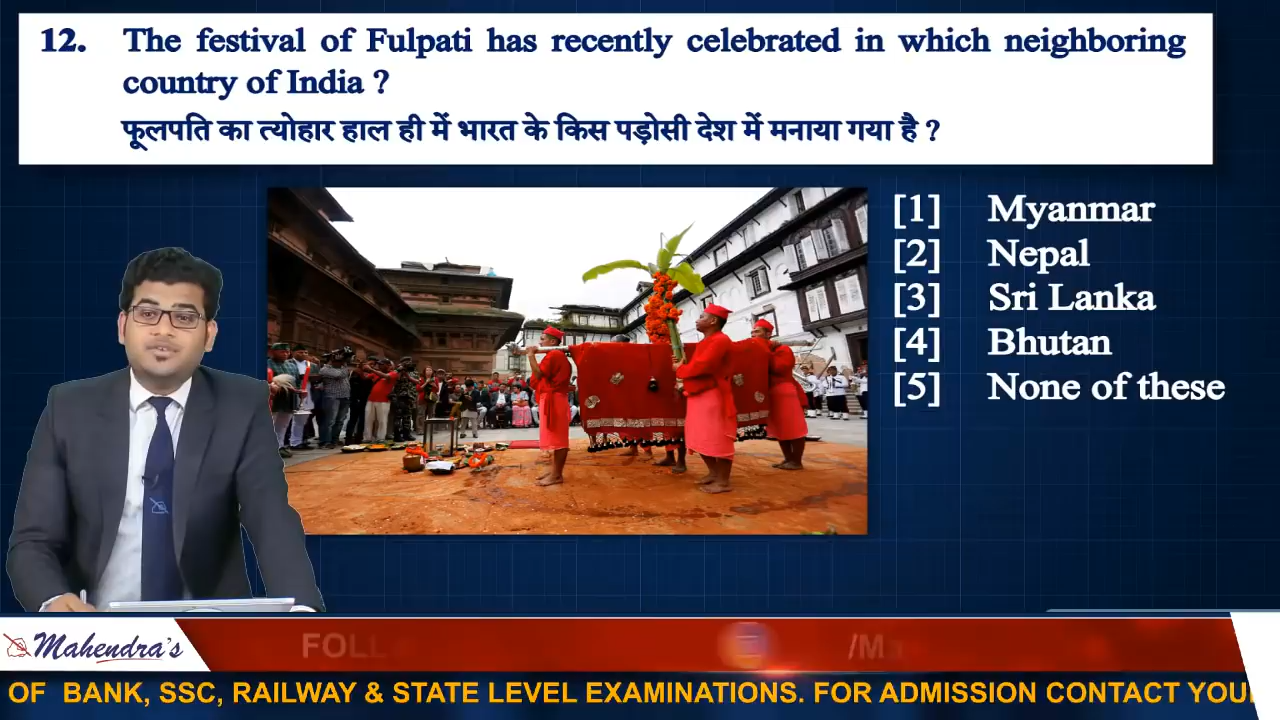 12. The festival of Fulpati has recently celebrated in which neighboring
country of India ?
फूलपति का त्योहार हाल ही में भारत के किस पड़ोसी देश में मनाया गया है ?
[1] Myanmar
[2] Nepal
[3] Sri Lanka
[4] Bhutan
[5] None of these
Mahendra's FOLL /Ma
OF BANK, SSC, RAILWAY & STATE LEVEL EXAMINATIONS. FOR ADMISSION CONTACT YOU